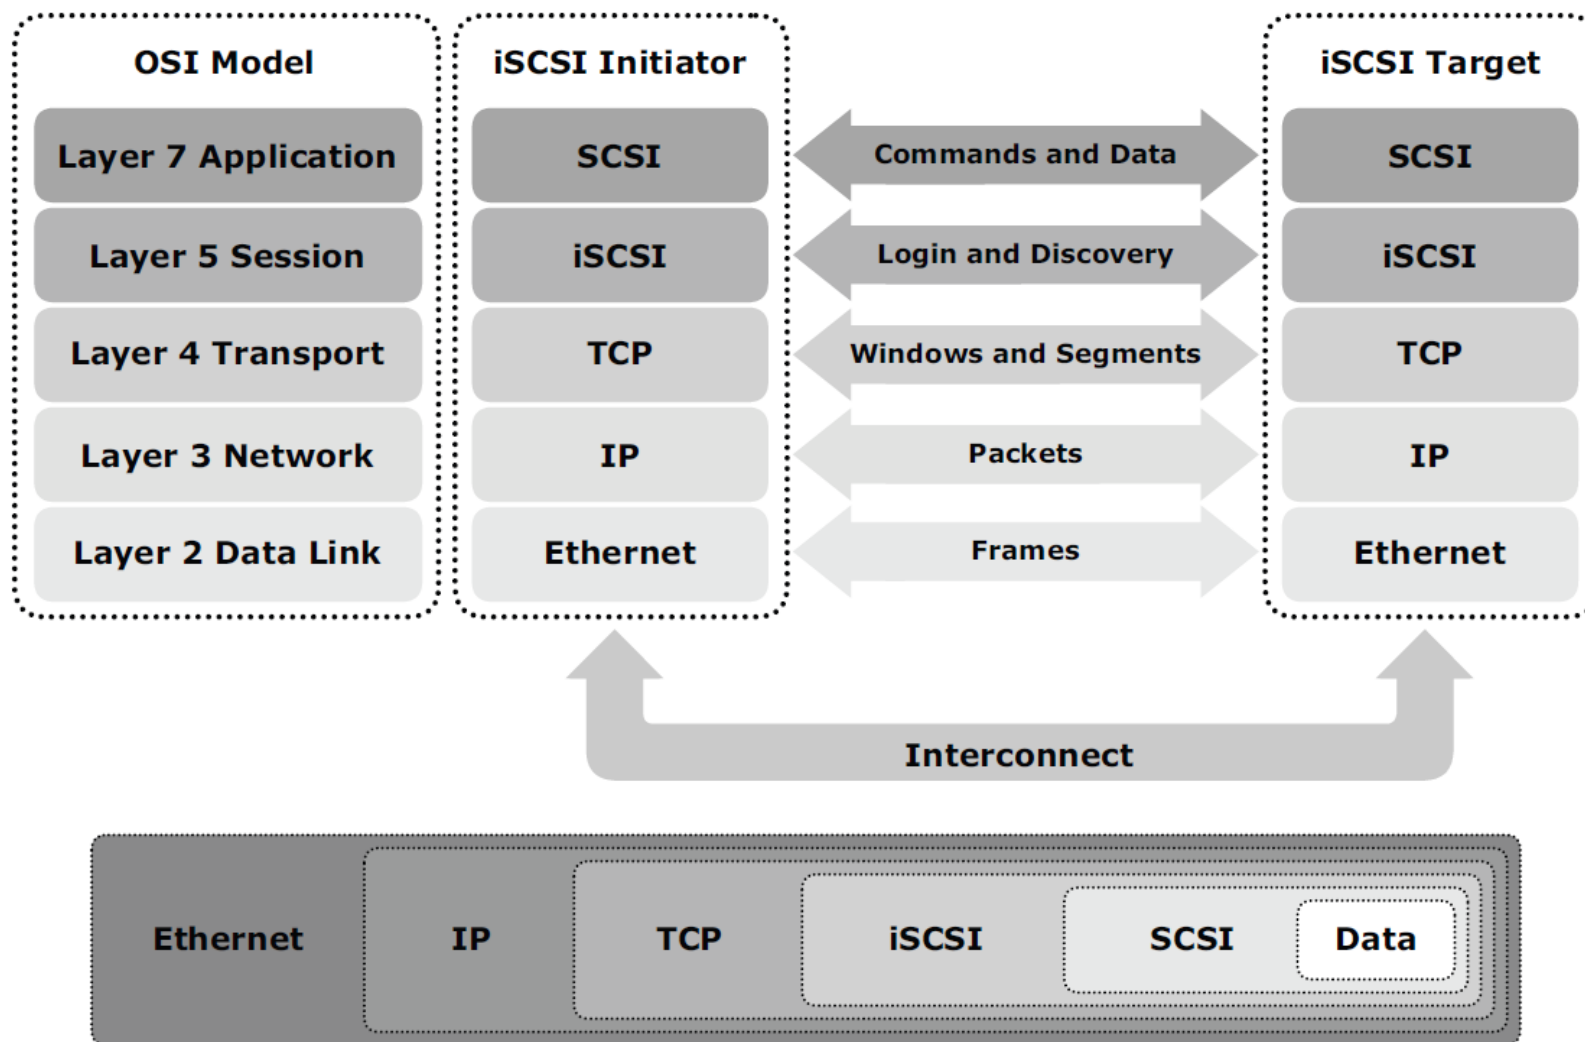 OSI Model
iSCSI Initiator
iSCSI Target
Layer 7 Application
SCSI
Commands and Data
SCSI
Layer 5 Session
iSCSI
Login and Discovery
iSCSI
Layer 4 Transport
TCP
Windows and Segments
TCP
Layer 3 Network
IP
Packets
IP
Layer 2 Data Link
Ethernet
Frames
Ethernet
Interconnect
Ethernet
IP
TCP
iSCSI
SCSI
Data